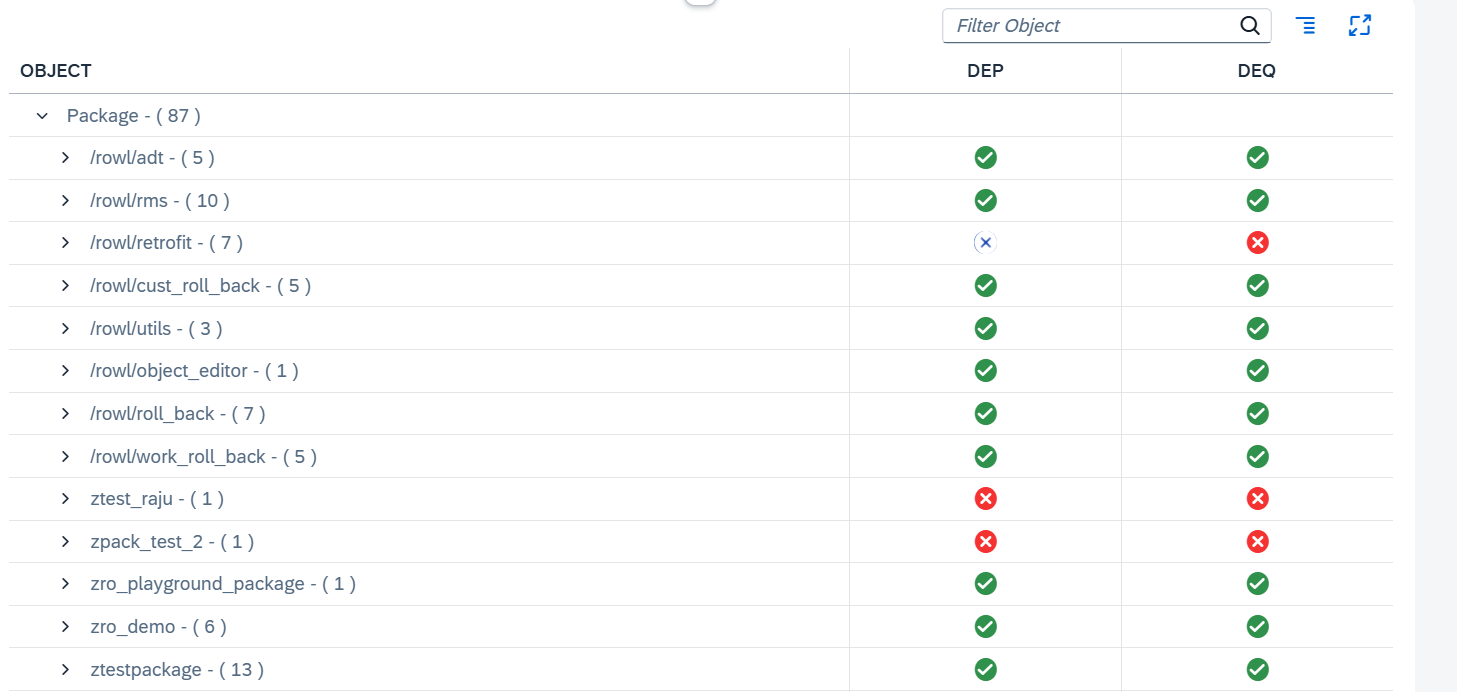 Filter Object
OBJECT DEP DEQ
Package - ( 87 )
/rowl/adt - ( 5 )
/rowl/rms - ( 10 )
/rowl/retrofit - ( 7 )
/rowl/cust_roll_back - ( 5 )
/rowl/utils - ( 3 )
/rowl/object_editor - ( 1 )
/rowl/roll_back - ( 7 )
/rowl/work_roll_back - ( 5 )
ztest_raju - ( 1 )
zpack_test_2 - ( 1 )
zro_playground_package - ( 1 )
zro_demo - ( 6 )
ztestpackage - ( 13 )